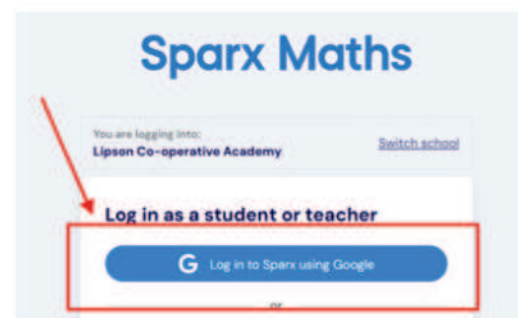 Sparx Maths
You are logging into:
Lipson Co-operative Academy
Switch school
Log in as a student or teacher
G Log in to Sparx using Google
or